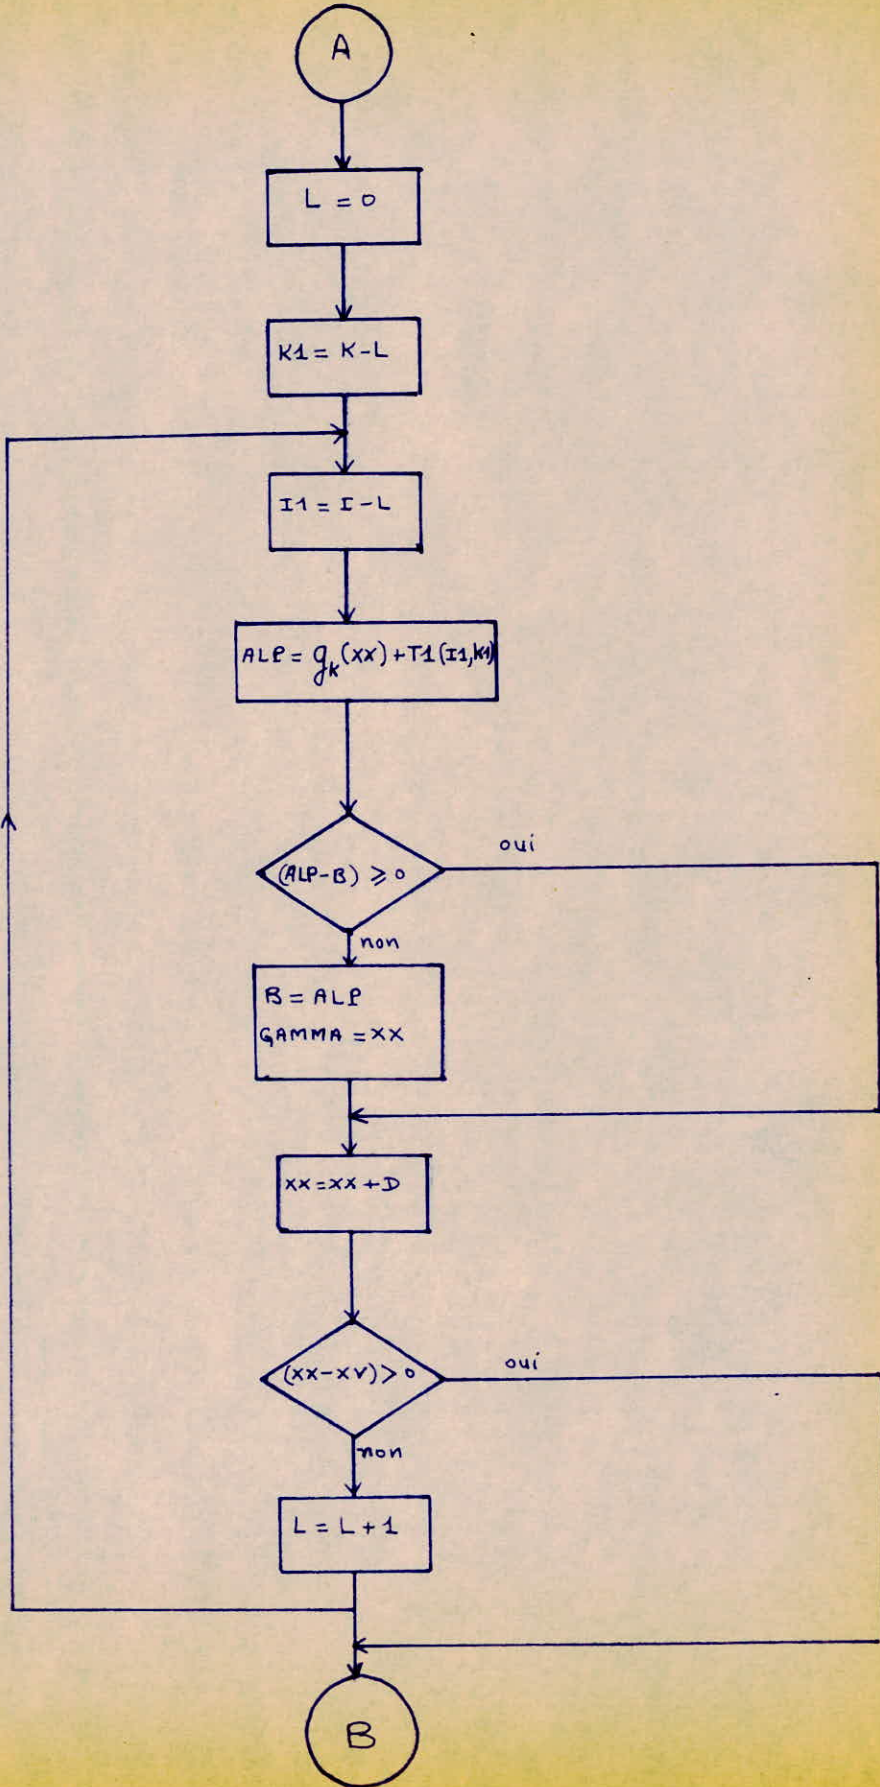 A
L = 0
K1 = K-L
I1 = I-L
ALP = gk(XX)+T1(I1,K1)
(ALP-B) ⩾ 0
oui
non
B = ALP
GAMMA = XX
XX = XX + D
(XX-XV) > 0
oui
non
L = L + 1
B